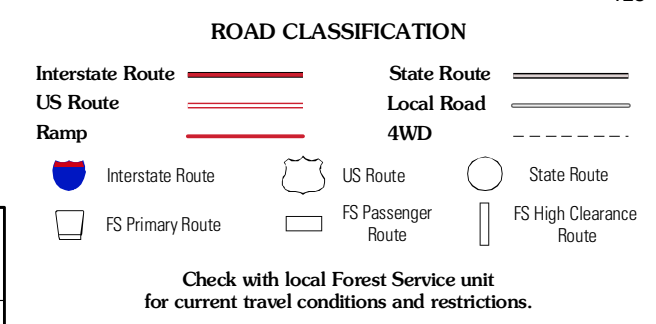 ROAD CLASSIFICATION
Interstate Route
State Route
US Route
Local Road
Ramp
4WD
Interstate Route
US Route
State Route
FS Primary Route
FS Passenger
Route
FS High Clearance
Route
Check with local Forest Service unit
for current travel conditions and restrictions.